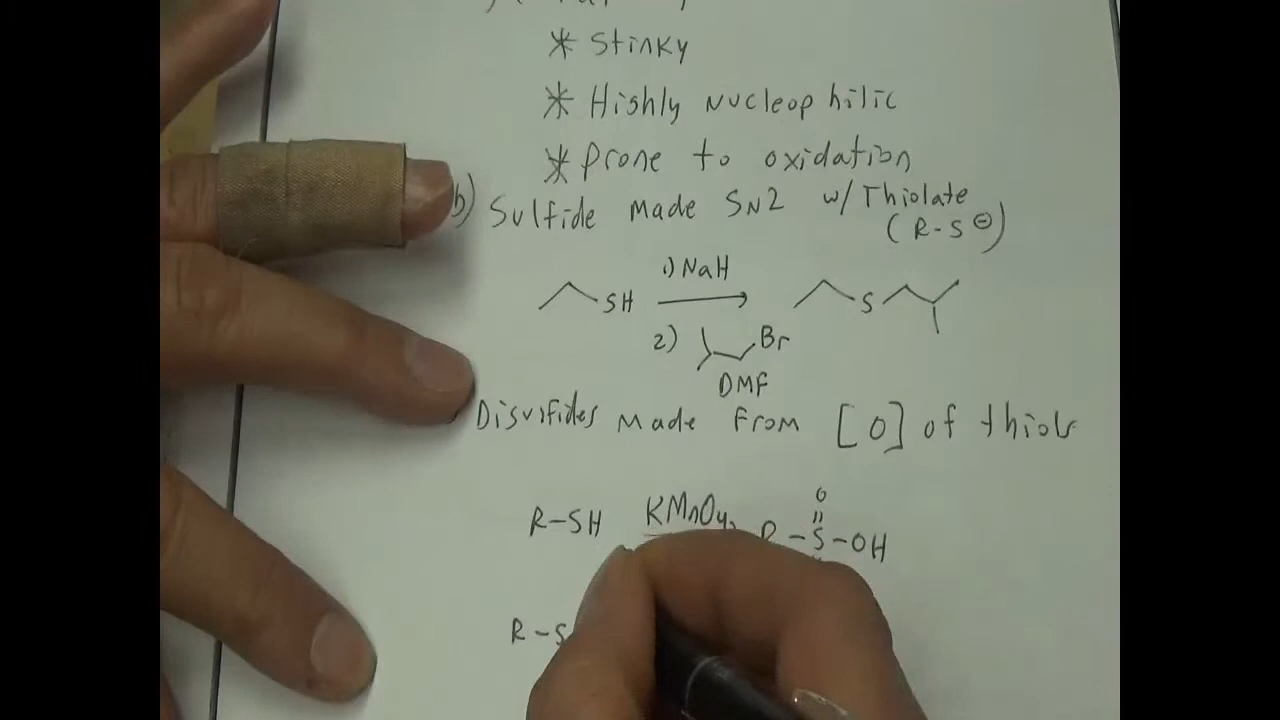 * Stinky
* Highly nucleophilic
* Prone to oxidation
b) Sulfide made SN2 w/ Thiolate
(R-S⊖)
1) NaH
SH
S
2) Br
DMF
Disulfides made from [O] of thiols
O
R-SH KMnO4
R-S-OH
R-S